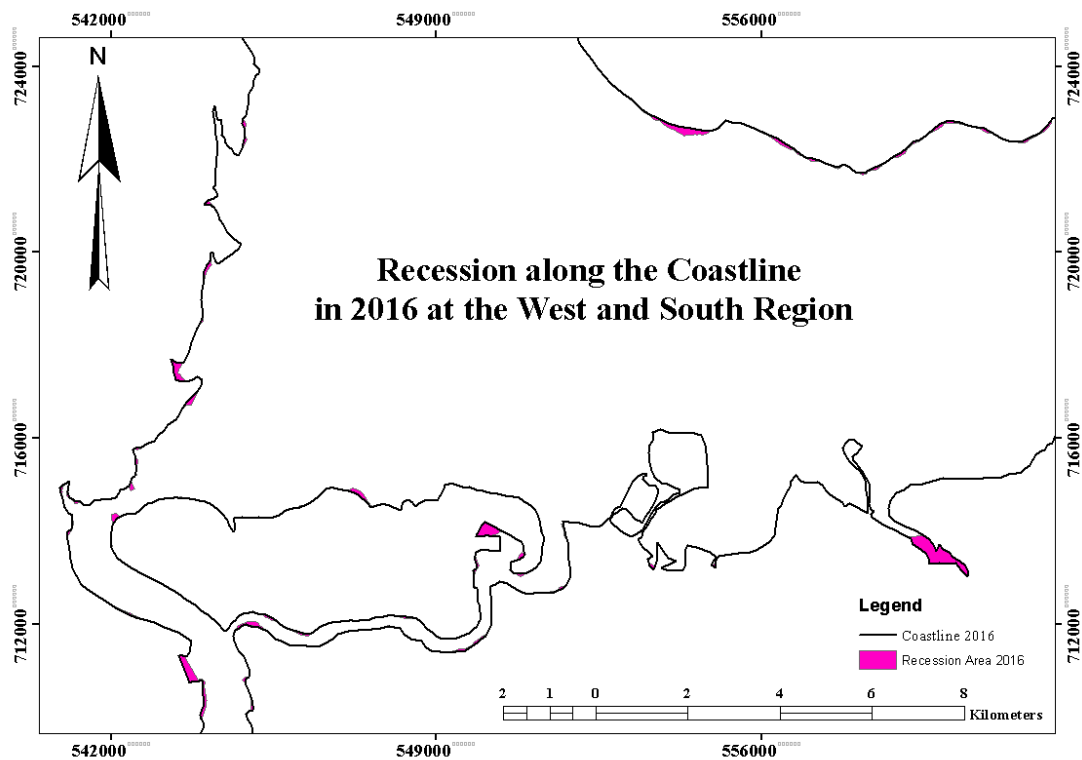 542000 549000 556000
N
724000 724000
720000 720000
Recession along the Coastline
in 2016 at the West and South Region
716000 716000
712000 712000
Legend
Coastline 2016
Recession Area 2016
2 1 0 2 4 6 8
Kilometers
542000 549000 556000